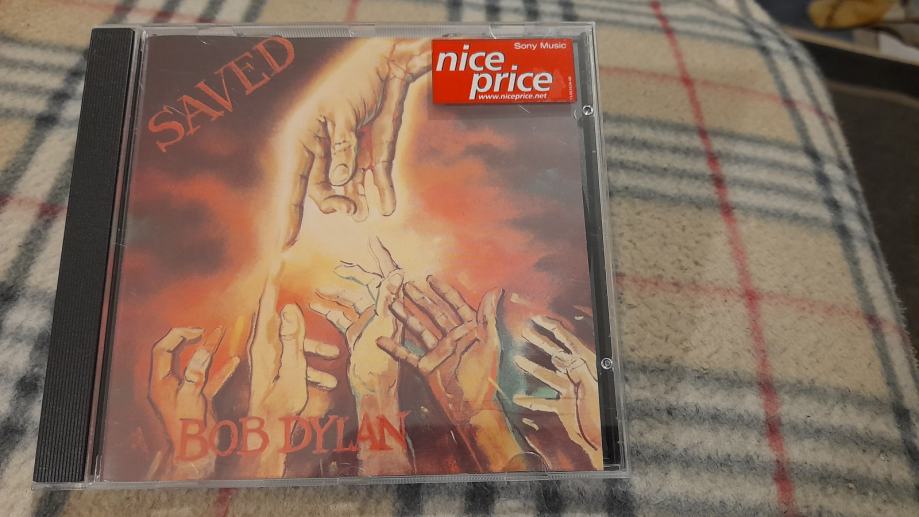 SAVED
Sony Music
nice
price
www.niceprice.net
BOB DYLAN